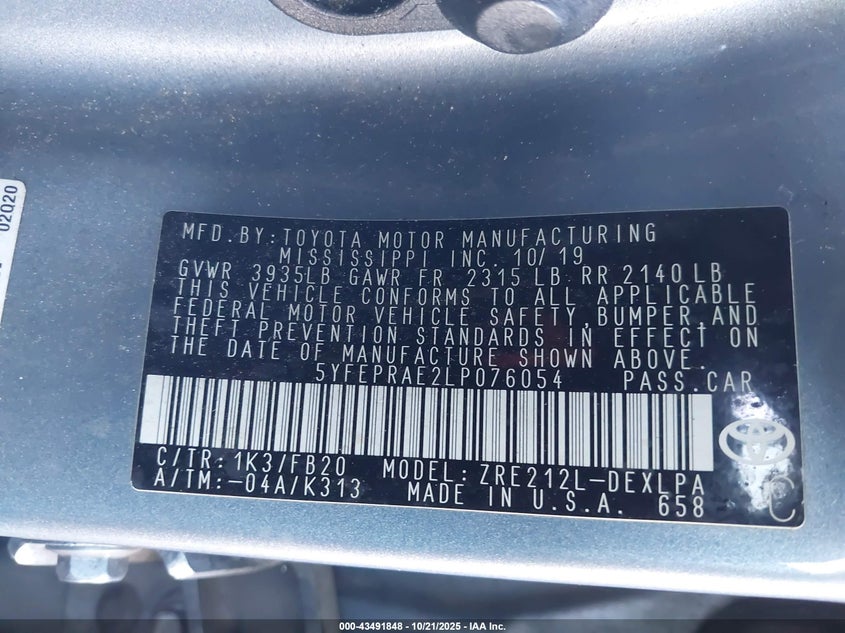 02Q20
MFD.BY:TOYOTA MOTOR MANUFACTURING
MISSISSIPPI INC. 10/19
GVWR 3935LB GAWR FR 2315 LB RR 2140 LB
THIS VEHICLE CONFORMS TO ALL APPLICABLE
FEDERAL MOTOR VEHICLE SAFETY, BUMPER, AND
THEFT PREVENTION STANDARDS IN EFFECT ON
THE DATE OF MANUFACTURE SHOWN ABOVE.
5YFEPRAE2LP076054 PASS.CAR
C/TR: 1K3/FB20 MODEL: ZRE212L-DEXLPA
A/TM:-04A/K313 MADE IN U.S.A. 658
C
000-43491848 - 10/21/2025 - IAA Inc.